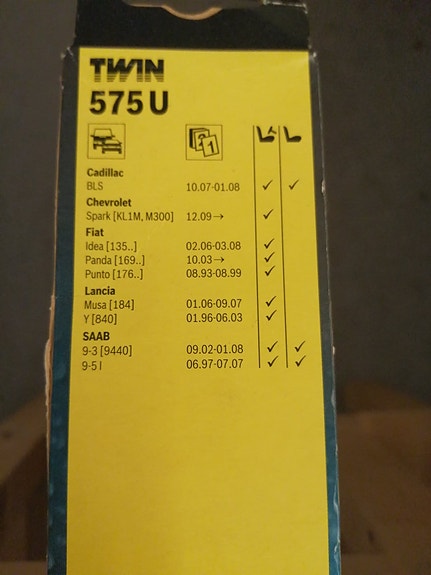 TWIN
575 U
2 1
Cadillac
BLS 10.07-01.08 ✓ ✓
Chevrolet
Spark [KL1M, M300] 12.09→ ✓
Fiat
Idea [135..] 02.06-03.08 ✓
Panda [169..] 10.03→ ✓
Punto [176..] 08.93-08.99 ✓
Lancia
Musa [184] 01.06-09.07 ✓
Y [840] 01.96-06.03 ✓
SAAB
9-3 [9440] 09.02-01.08 ✓ ✓
9-5 I 06.97-07.07 ✓ ✓